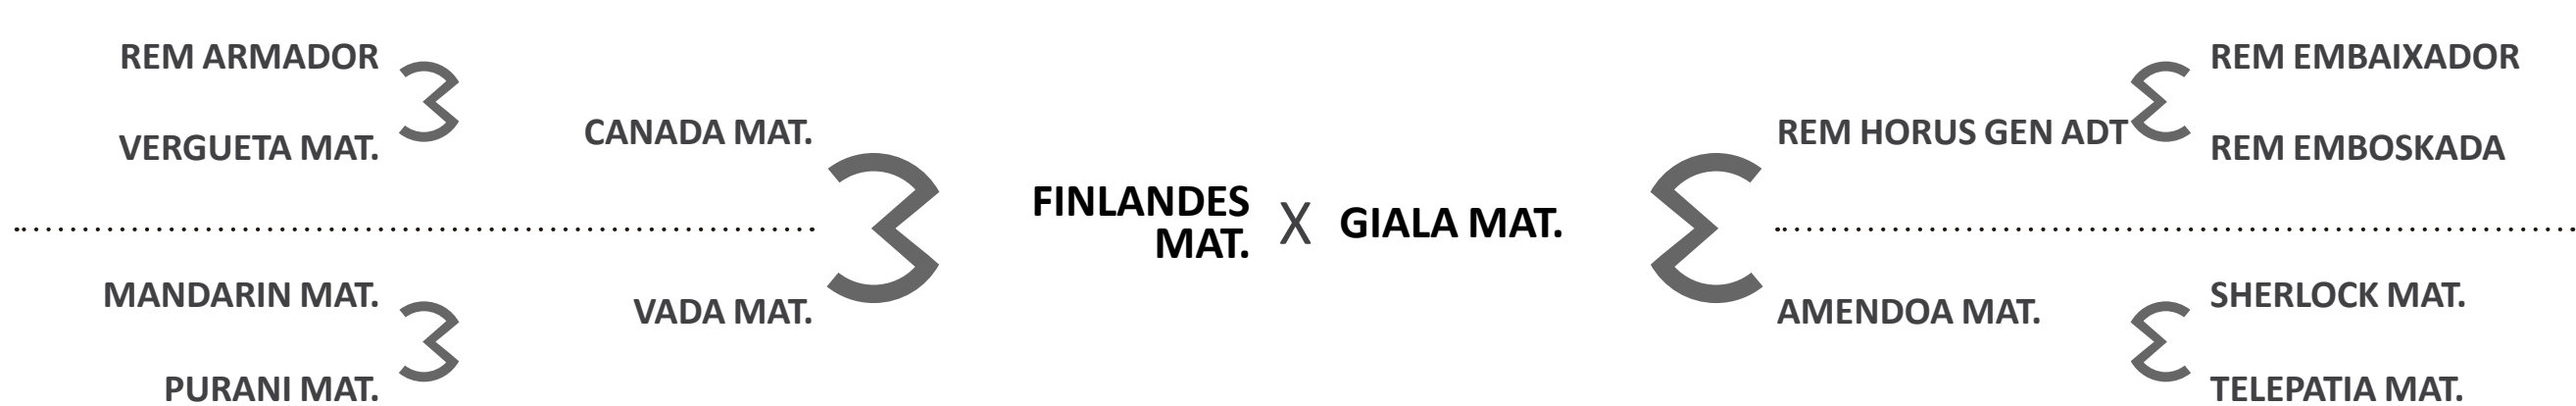 REM ARMADOR
VERGUETA MAT.
CANADA MAT.
MANDARIN MAT.
PURANI MAT.
VADA MAT.
FINLANDES
MAT.
X
GIALA MAT.
REM HORUS GEN ADT
REM EMBAIXADOR
REM EMBOSKADA
AMENDOA MAT.
SHERLOCK MAT.
TELEPATIA MAT.